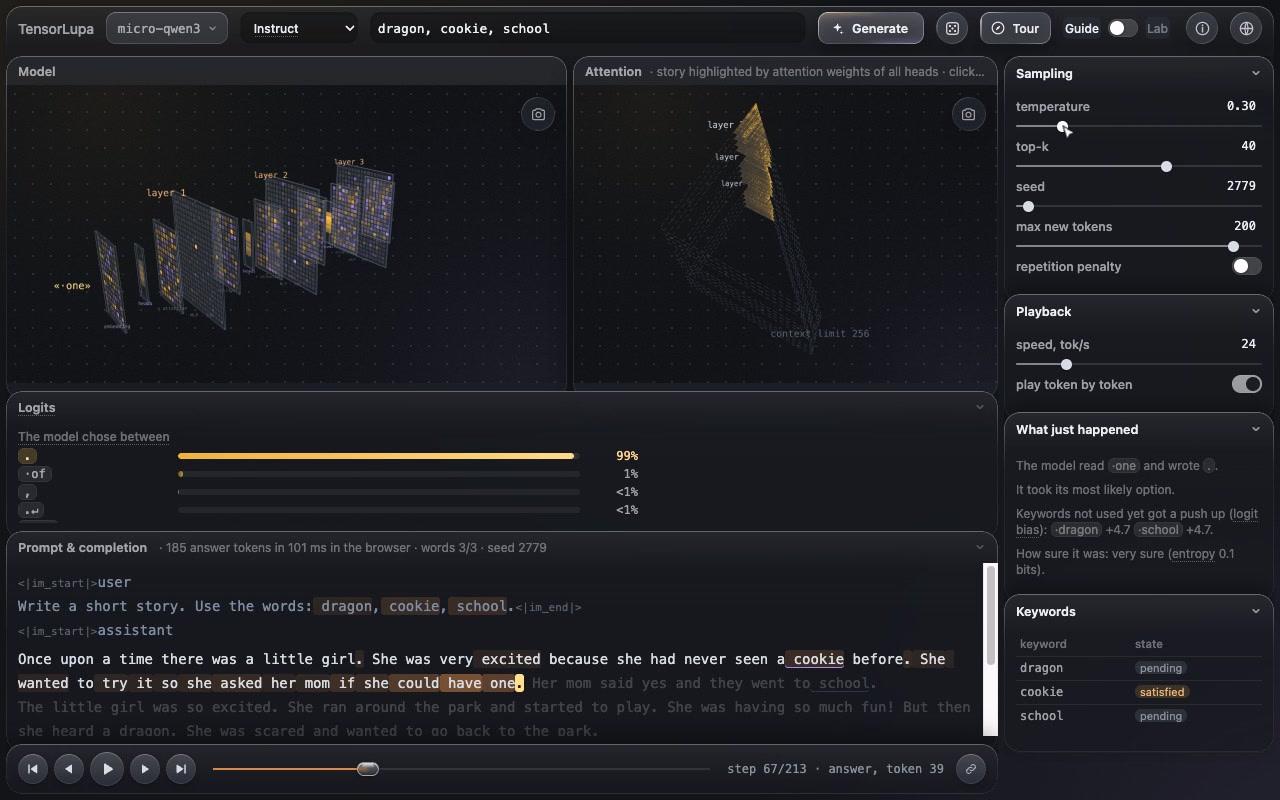 TensorLupa micro-qwen3 Instruct dragon, cookie, school Generate Tour Guide Lab
Model
layer 1
layer 2
layer 3
«·one»
embedding
heads
Attention · story highlighted by attention weights of all heads · click…
layer
layer
layer
context limit 256
Logits
The model chose between
. 99%
·of 1%
, <1%
.↵ <1%
Prompt & completion · 185 answer tokens in 101 ms in the browser · words 3/3 · seed 2779
<|im_start|>user
Write a short story. Use the words: dragon, cookie, school.<|im_end|>
<|im_start|>assistant
Once upon a time there was a little girl. She was very excited because she had never seen a cookie before. She
wanted to try it so she asked her mom if she could have one. Her mom said yes and they went to school.
The little girl was so excited. She ran around the park and started to play. She was having so much fun! But then
she heard a dragon. She was scared and wanted to go back to the park.
step 67/213 · answer, token 39
Sampling
temperature 0.30
top-k 40
seed 2779
max new tokens 200
repetition penalty
Playback
speed, tok/s 24
play token by token
What just happened
The model read ·one and wrote .
It took its most likely option.
Keywords not used yet got a push up (logit
bias): ·dragon +4.7 ·school +4.7.
How sure it was: very sure (entropy 0.1
bits).
Keywords
keyword state
dragon pending
cookie satisfied
school pending